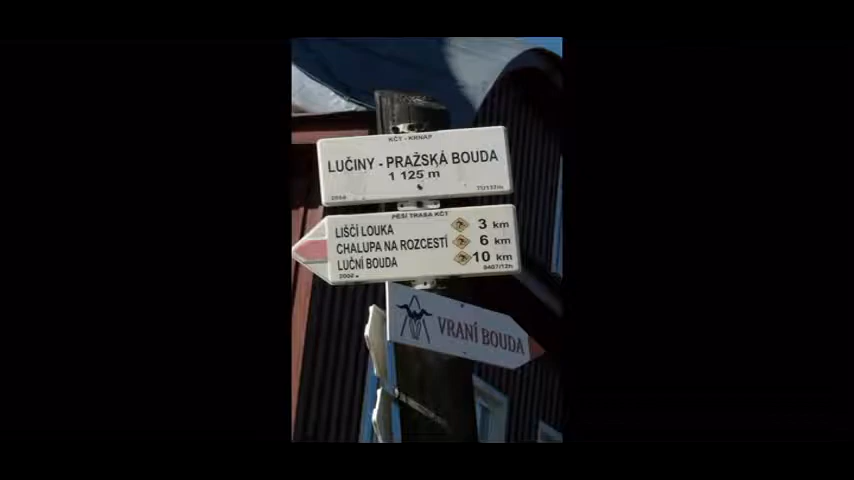 KČT - KRNAP
LUČINY - PRAŽSKÁ BOUDA
1 125 m
PĚŠÍ TRASA KČT
LIŠČÍ LOUKA 3 km
CHALUPA NA ROZCESTÍ 6 km
LUČNÍ BOUDA 10 km
VRANÍ BOUDA